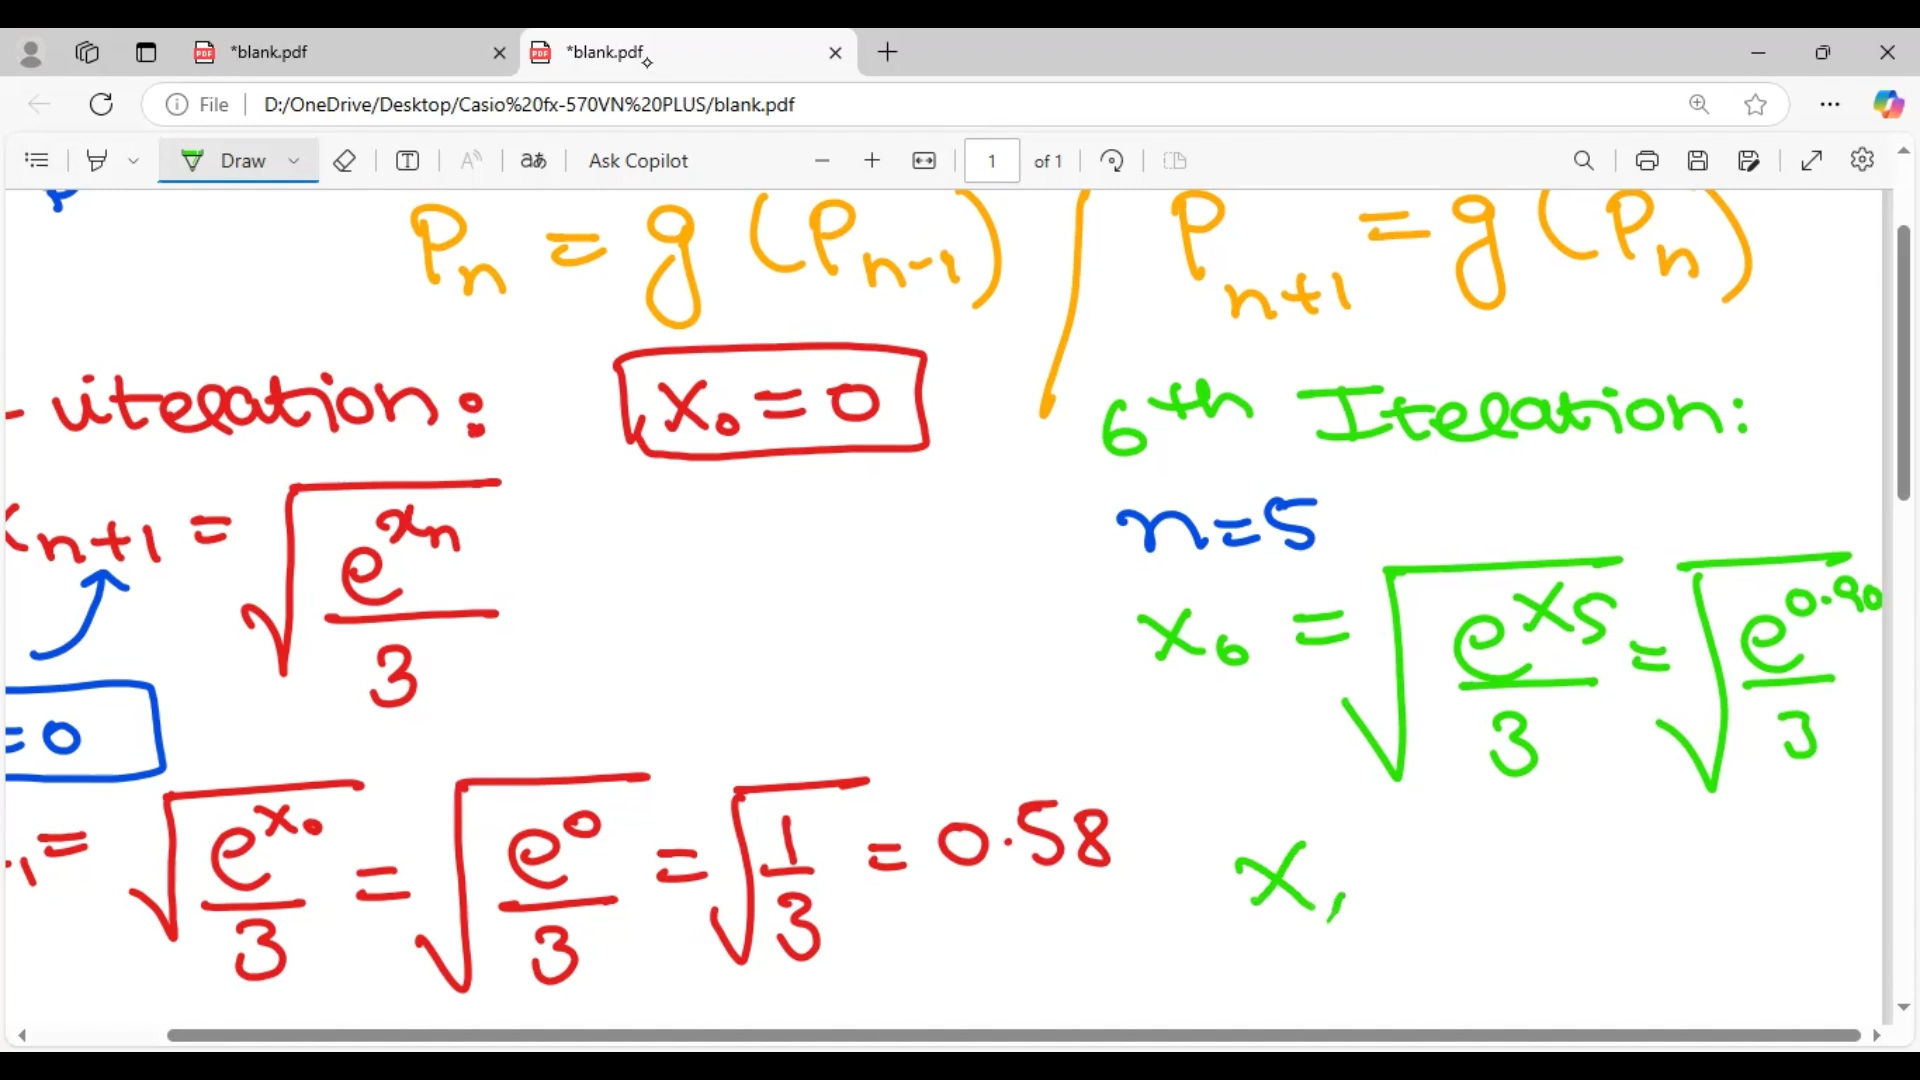 *blank.pdf
*blank.pdf
File D:/OneDrive/Desktop/Casio%20fx-570VN%20PLUS/blank.pdf
Draw Ask Copilot 1 of 1
Pn = g (Pn-1) / Pn+1 = g (Pn)
- iteration: x₀ = 0
6th Iteration:
xn+1 = √(e^xn / 3)
n=5
x6 = √(e^x5 / 3) = √(e^0.90 / 3)
= 0
1 = √(e^x₀ / 3) = √(e^0 / 3) = √(1 / 3) = 0.58
x,